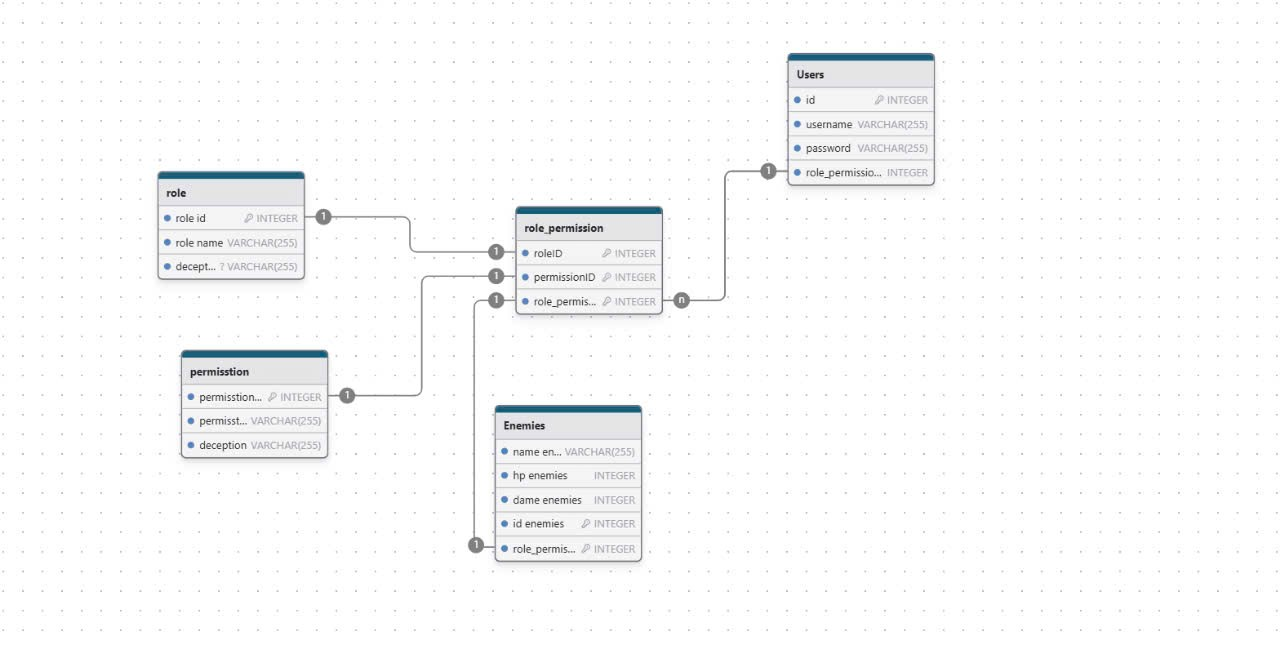 Users
id INTEGER
username VARCHAR(255)
password VARCHAR(255)
role_permissio... INTEGER
role
role id INTEGER
role name VARCHAR(255)
decept... ? VARCHAR(255)
role_permission
roleID INTEGER
permissionID INTEGER
role_permis... INTEGER
permisstion
permisstion... INTEGER
permisst... VARCHAR(255)
deception VARCHAR(255)
Enemies
name en... VARCHAR(255)
hp enemies INTEGER
dame enemies INTEGER
id enemies INTEGER
role_permis... INTEGER
1
1
1
1
1
1
n
1